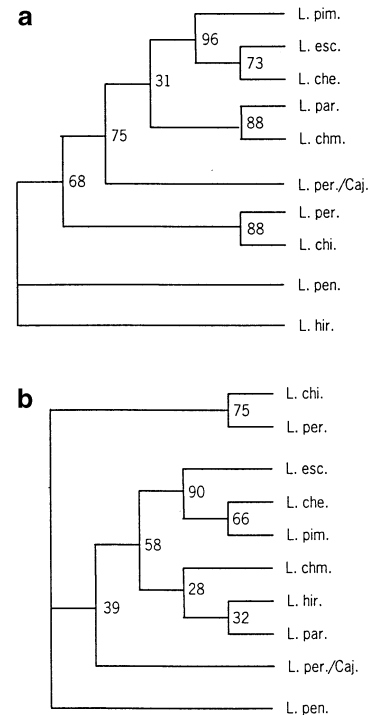 a
L. pim.
96
L. esc.
73
L. che.
31
L. par.
88
L. chm.
75
L. per./Caj.
68
L. per.
88
L. chi.
L. pen.
L. hir.
b
L. chi.
75
L. per.
L. esc.
90
L. che.
66
L. pim.
58
L. chm.
28
L. hir.
32
L. par.
39
L. per./Caj.
L. pen.